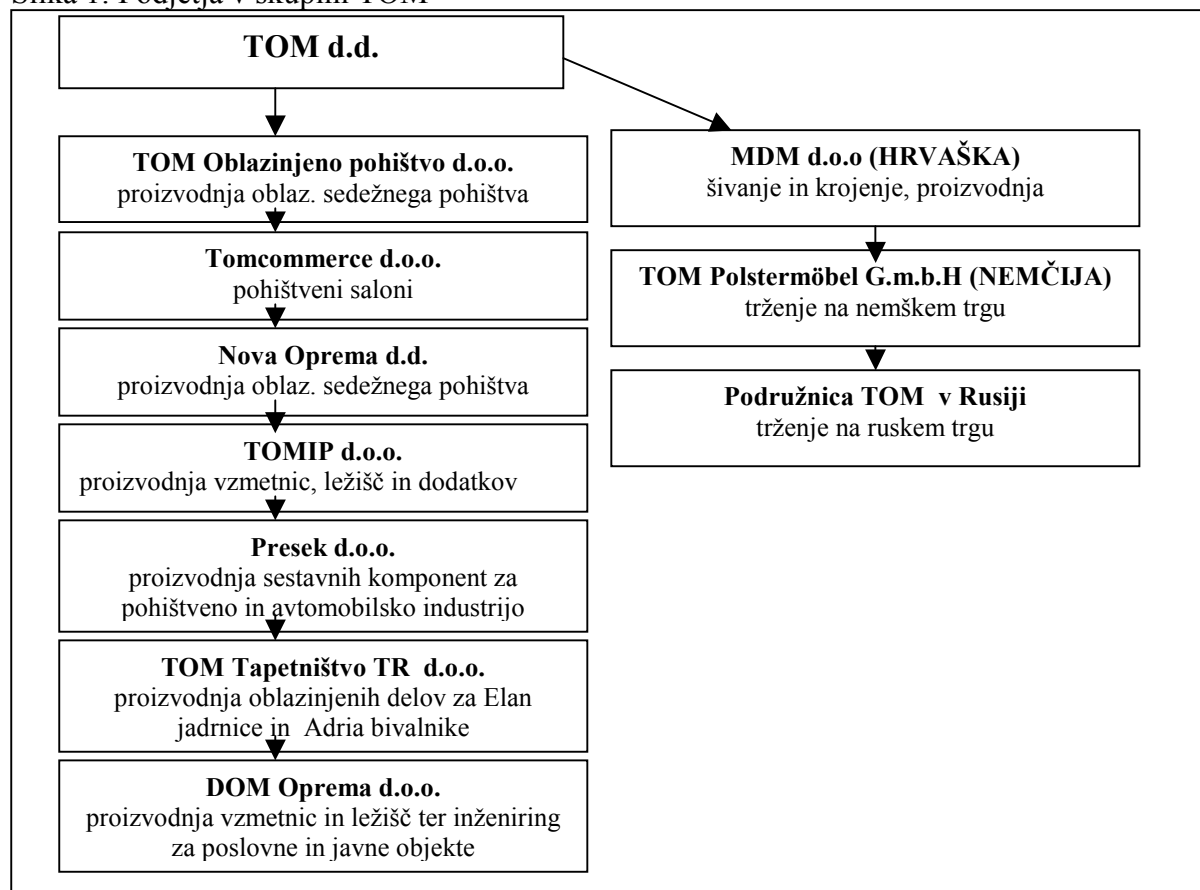 Slika 1: Podjetja v skupini TOM
TOM d.d.
TOM Oblazinjeno pohištvo d.o.o.
proizvodnja oblaz. sedežnega pohištva
Tomcommerce d.o.o.
pohištveni saloni
Nova Oprema d.d.
proizvodnja oblaz. sedežnega pohištva
TOMIP d.o.o.
proizvodnja vzmetnic, ležišč in dodatkov
Presek d.o.o.
proizvodnja sestavnih komponent za
pohištveno in avtomobilsko industrijo
TOM Tapetništvo TR d.o.o.
proizvodnja oblazinjenih delov za Elan
jadrnice in Adria bivalnike
DOM Oprema d.o.o.
proizvodnja vzmetnic in ležišč ter inženiring
za poslovne in javne objekte
MDM d.o.o (HRVAŠKA)
šivanje in krojenje, proizvodnja
TOM Polstermöbel G.m.b.H (NEMČIJA)
trženje na nemškem trgu
Podružnica TOM v Rusiji
trženje na ruskem trgu